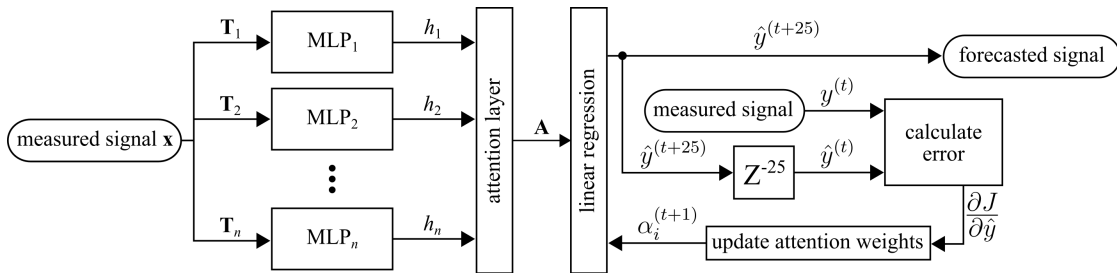 measured signal x
T₁
MLP₁
h₁
T₂
MLP₂
h₂
Tₙ
MLPₙ
hₙ
attention layer
A
linear regression
ŷ^(t+25)
forecasted signal
measured signal
y^(t)
ŷ^(t+25)
Z⁻²⁵
ŷ^(t)
calculate
error
∂J
∂ŷ
update attention weights
αᵢ^(t+1)